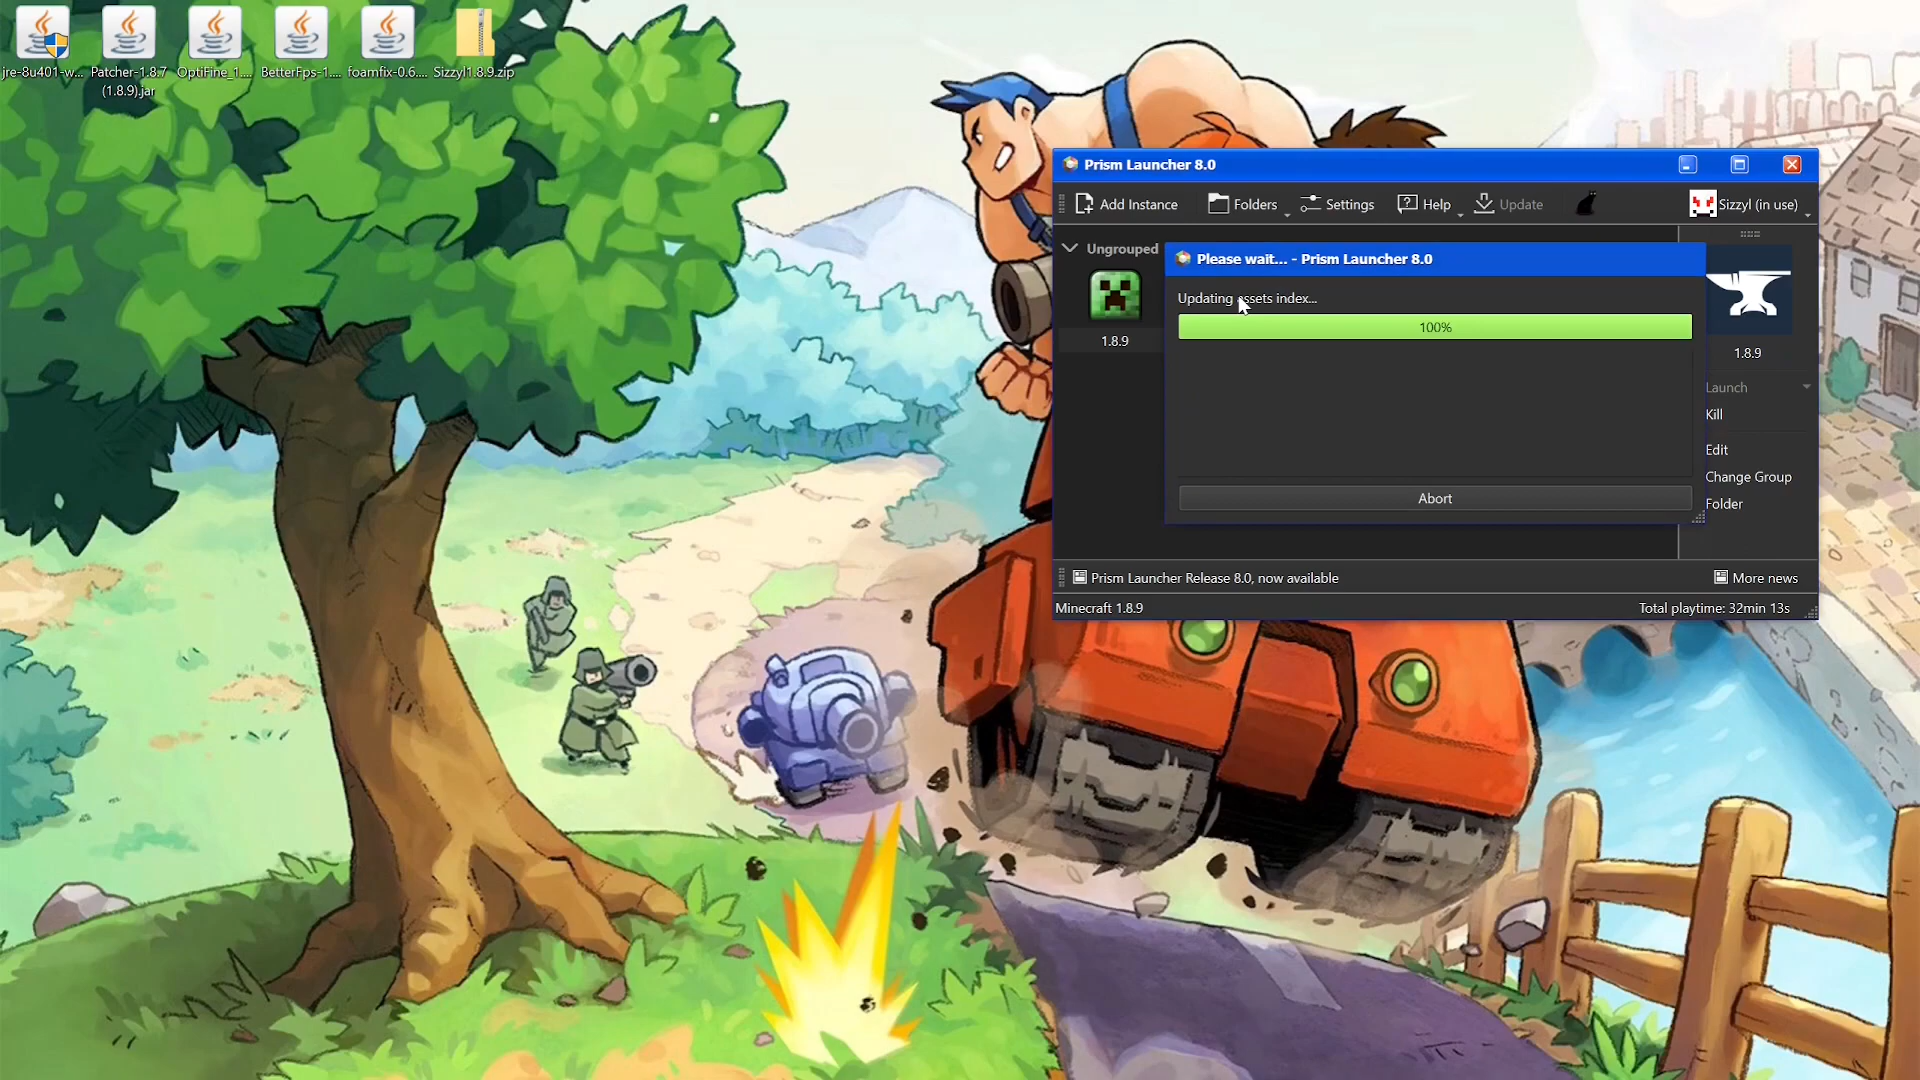 jre-8u401-w...
Patcher-1.8.7
(1.8.9).jar
OptiFine_1....
BetterFps-1....
foamfix-0.6....
Sizzyl1.8.9.zip
Prism Launcher 8.0
Add Instance
Folders
Settings
Help
Update
Sizzyl (in use)
Ungrouped
1.8.9
Please wait... - Prism Launcher 8.0
Updating assets index...
100%
Abort
1.8.9
Launch
Kill
Edit
Change Group
Folder
Prism Launcher Release 8.0, now available
More news
Minecraft 1.8.9
Total playtime: 32min 13s